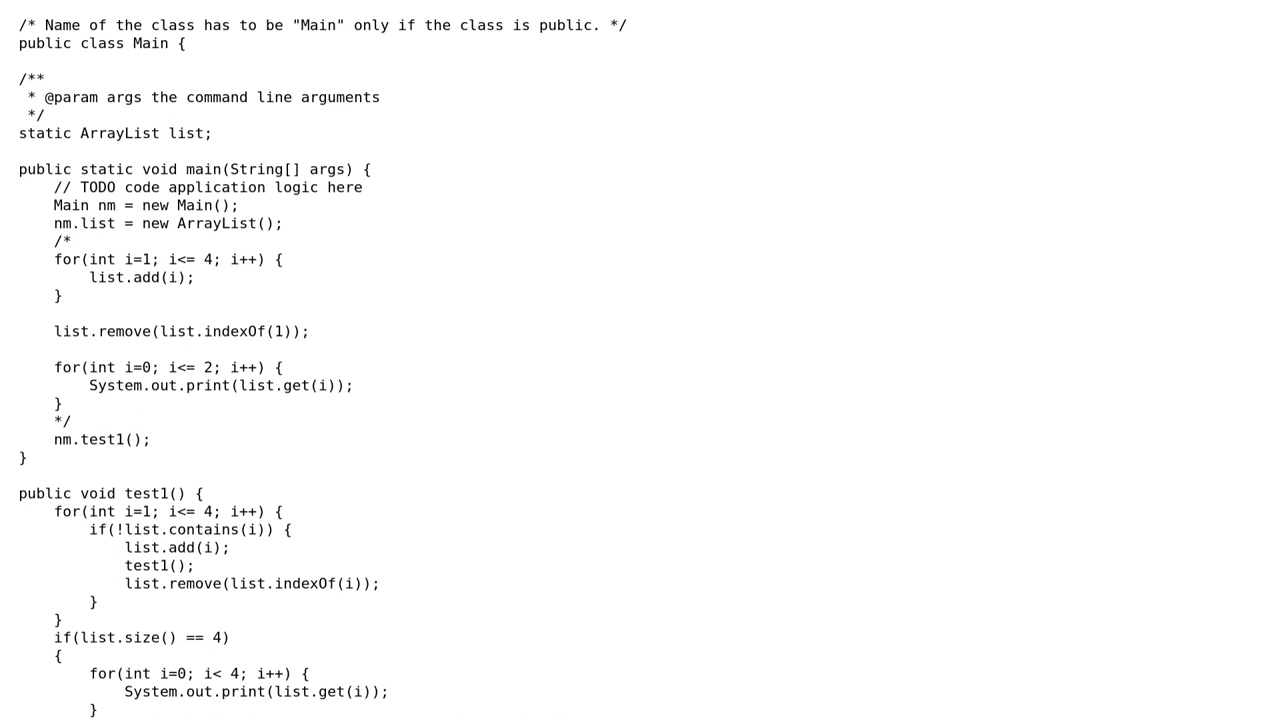 /* Name of the class has to be "Main" only if the class is public. */
public class Main {

/**
 * @param args the command line arguments
 */
static ArrayList list;

public static void main(String[] args) {
    // TODO code application logic here
    Main nm = new Main();
    nm.list = new ArrayList();
    /*
    for(int i=1; i<= 4; i++) {
        list.add(i);
    }

    list.remove(list.indexOf(1));

    for(int i=0; i<= 2; i++) {
        System.out.print(list.get(i));
    }
    */
    nm.test1();
}

public void test1() {
    for(int i=1; i<= 4; i++) {
        if(!list.contains(i)) {
            list.add(i);
            test1();
            list.remove(list.indexOf(i));
        }
    }
    if(list.size() == 4)
    {
        for(int i=0; i< 4; i++) {
            System.out.print(list.get(i));
        }